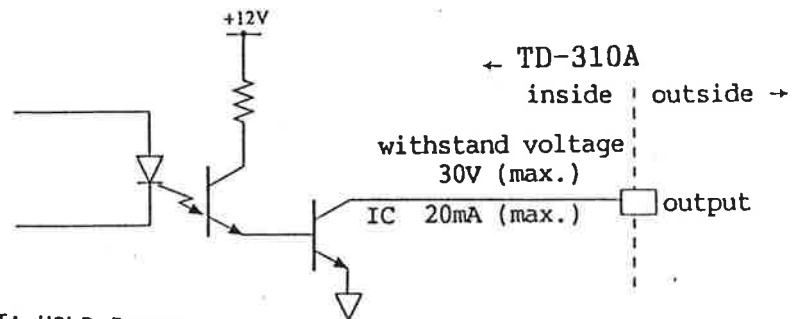 +12V
← TD-310A
inside outside →
withstand voltage
30V (max.)
IC 20mA (max.)
output